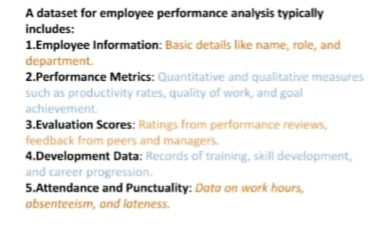 A dataset for employee performance analysis typically
includes:
1.Employee Information: Basic details like name, role, and
department.
2.Performance Metrics: Quantitative and qualitative measures
such as productivity rates, quality of work, and goal
achievement.
3.Evaluation Scores: Ratings from performance reviews,
feedback from peers and managers.
4.Development Data: Records of training, skill development,
and career progression.
5.Attendance and Punctuality: Data on work hours,
absenteeism, and lateness.